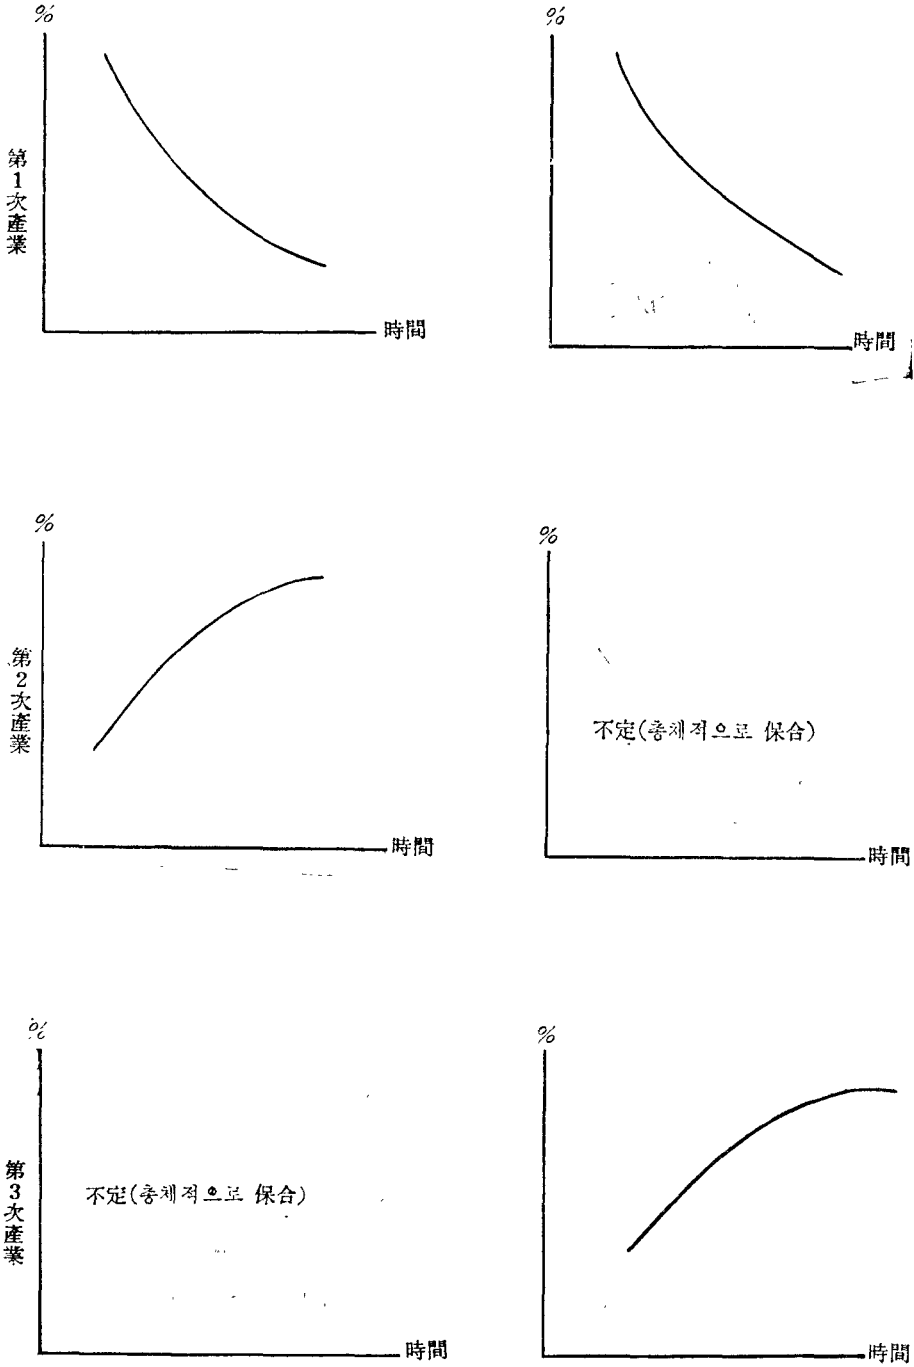 %
%
第1次產業
時間
時間
%
%
第2次產業
不定(총체적으로 保合)
時間
時間
%
%
第3次產業
不定(총체적으로 保合)
時間
時間